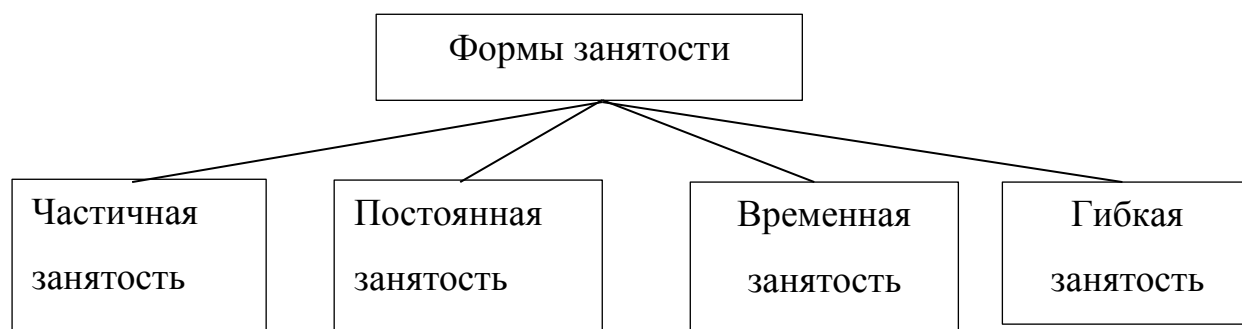 Формы занятости
Частичная
занятость
Постоянная
занятость
Временная
занятость
Гибкая
занятость